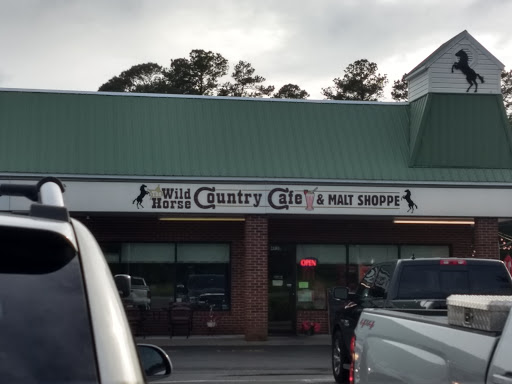 Wild Horse Country Cafe & MALT SHOPPE
OPEN